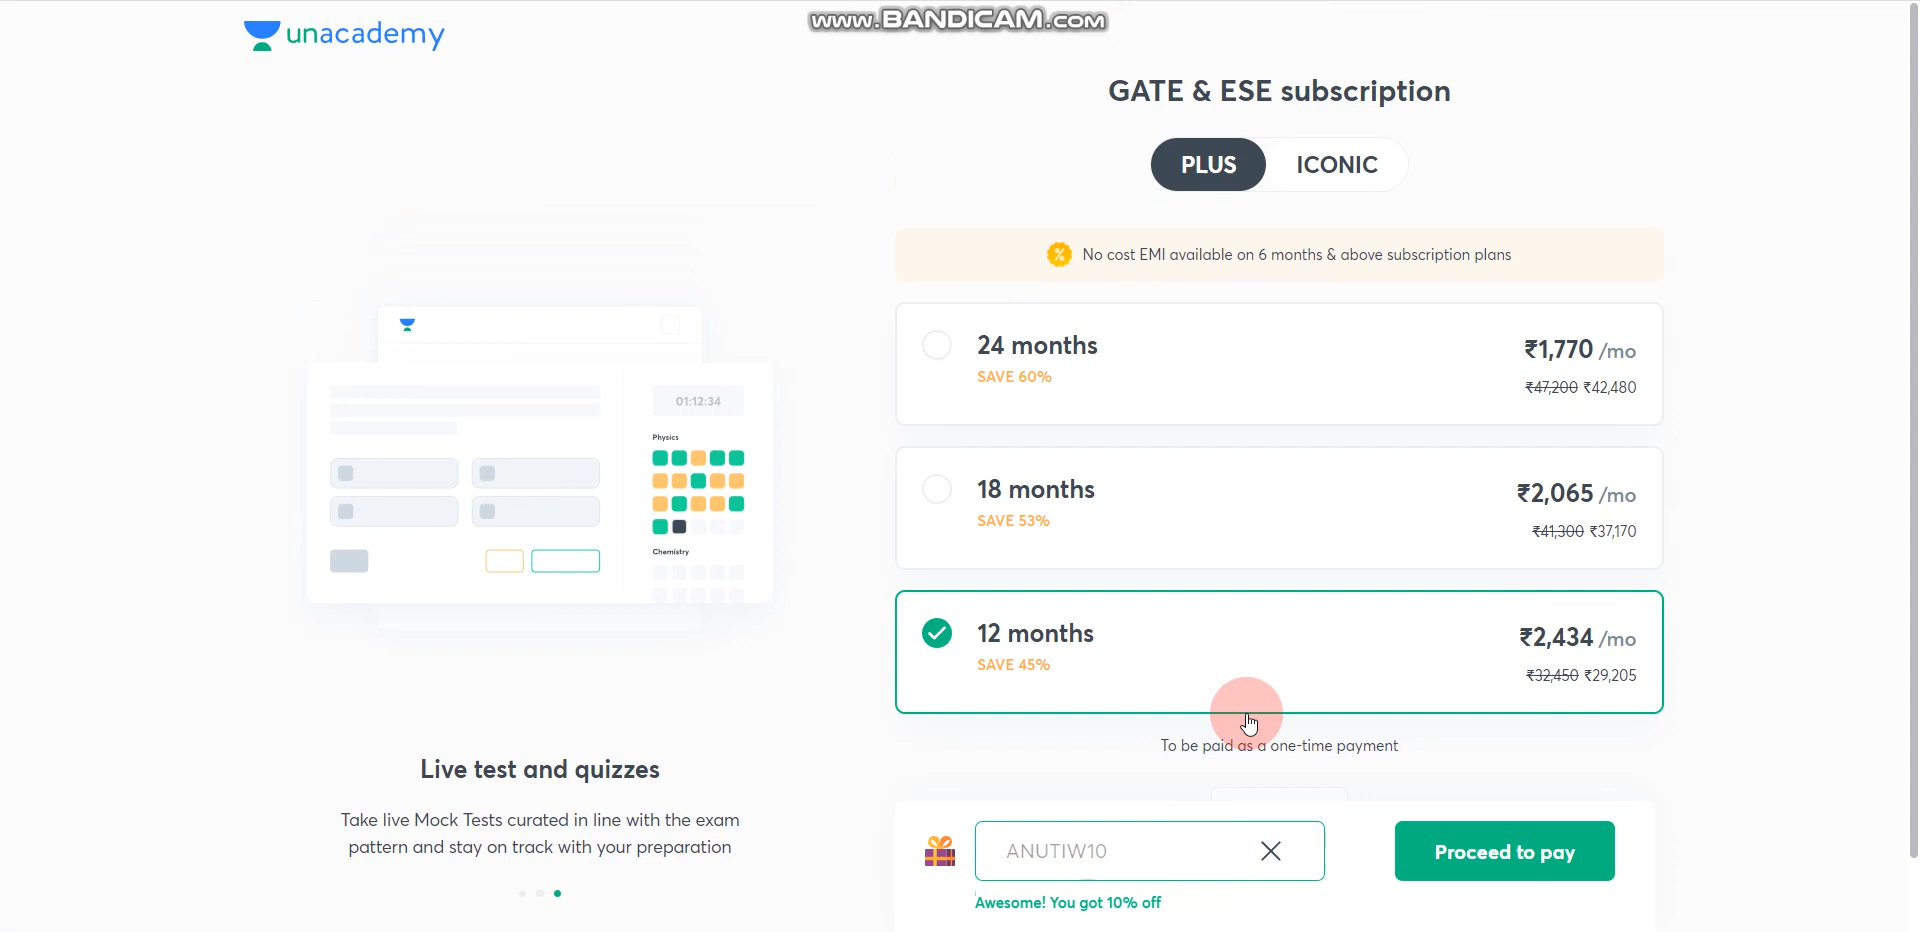 www.BANDICAM.com
unacademy
GATE & ESE subscription
PLUS
ICONIC
No cost EMI available on 6 months & above subscription plans
24 months
SAVE 60%
₹1,770 /mo
₹47,200 ₹42,480
18 months
SAVE 53%
₹2,065 /mo
₹41,300 ₹37,170
12 months
SAVE 45%
₹2,434 /mo
₹32,450 ₹29,205
To be paid as a one-time payment
ANUTIW10
Proceed to pay
Awesome! You got 10% off
01:12:34
Physics
Chemistry
Live test and quizzes
Take live Mock Tests curated in line with the exam
pattern and stay on track with your preparation